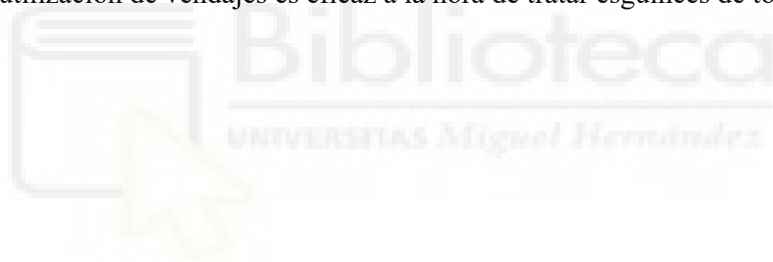 utilización de vendajes es eficaz a la hora de tratar esguinces de to
Biblioteca
UNIVERSITAS Miguel Hernández